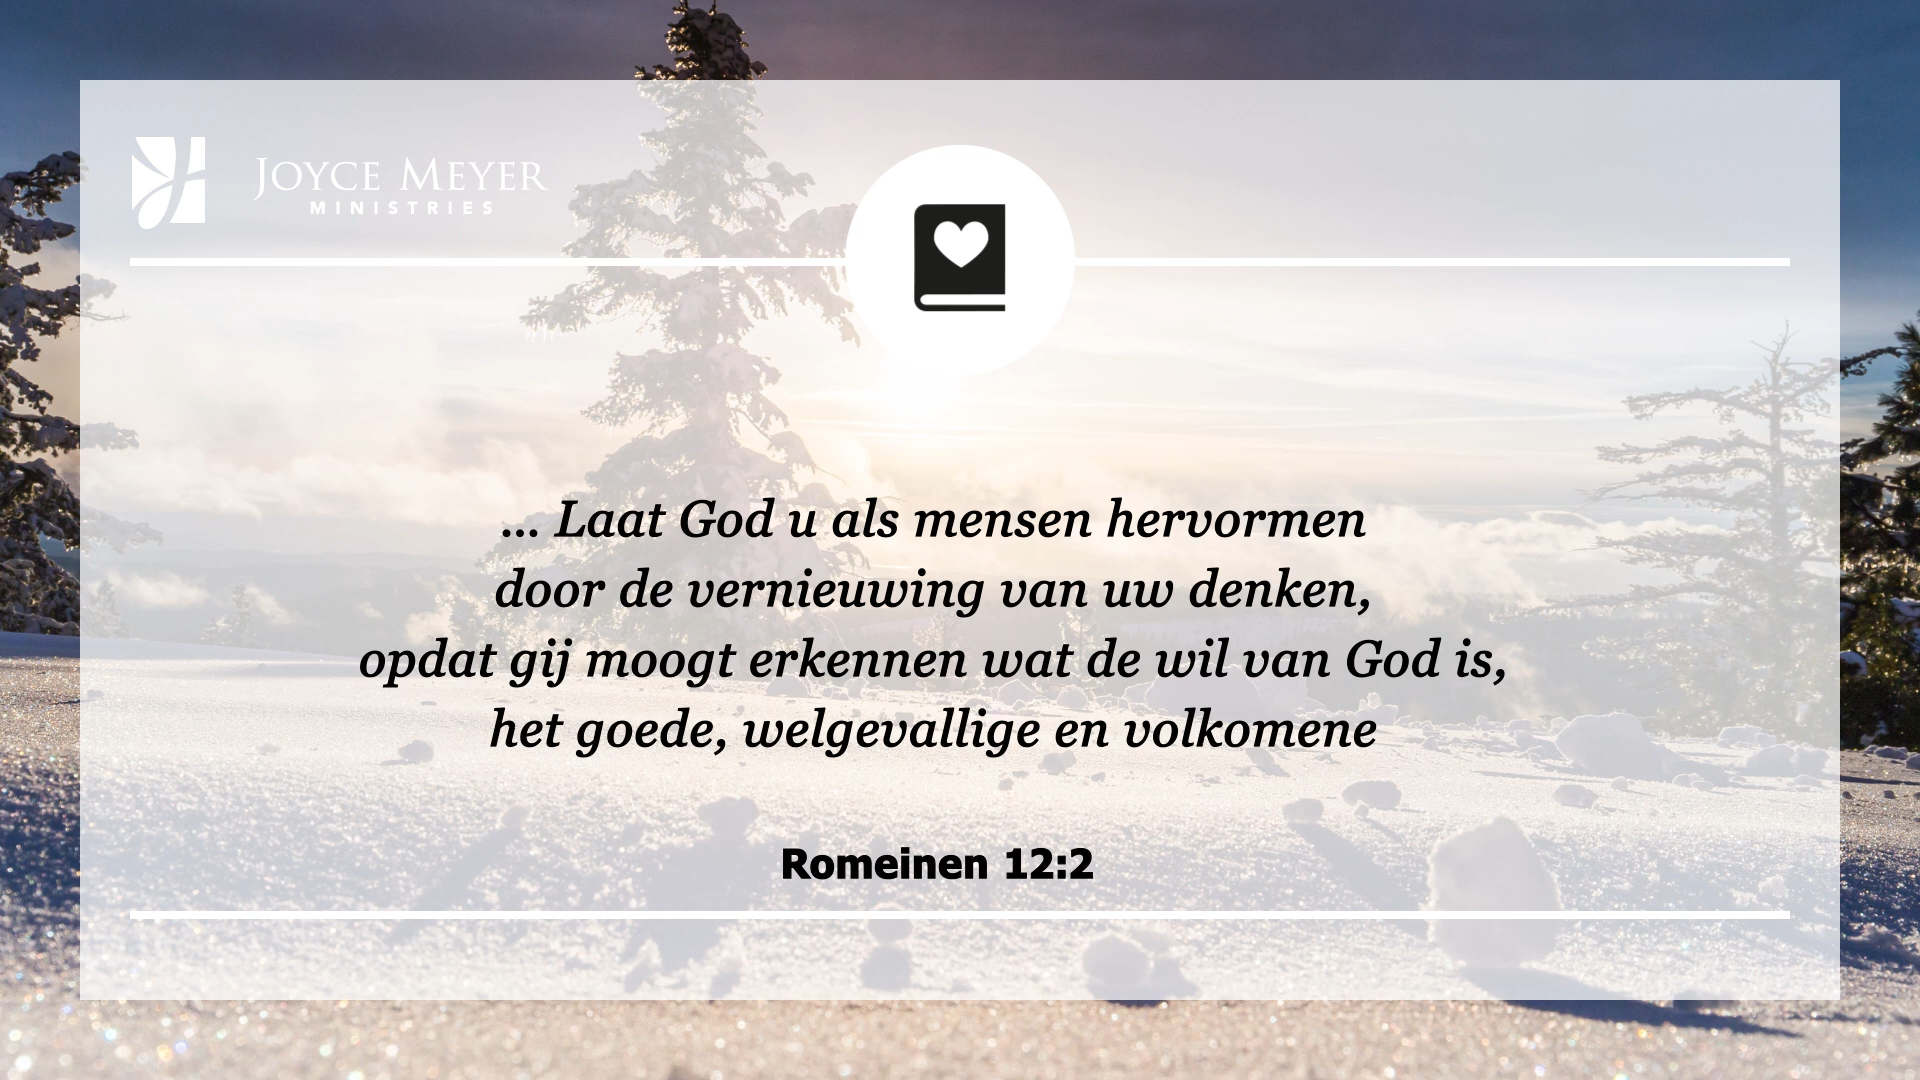 JOYCE MEYER
MINISTRIES
... Laat God u als mensen hervormen
door de vernieuwing van uw denken,
opdat gij moogt erkennen wat de wil van God is,
het goede, welgevallige en volkomene
Romeinen 12:2